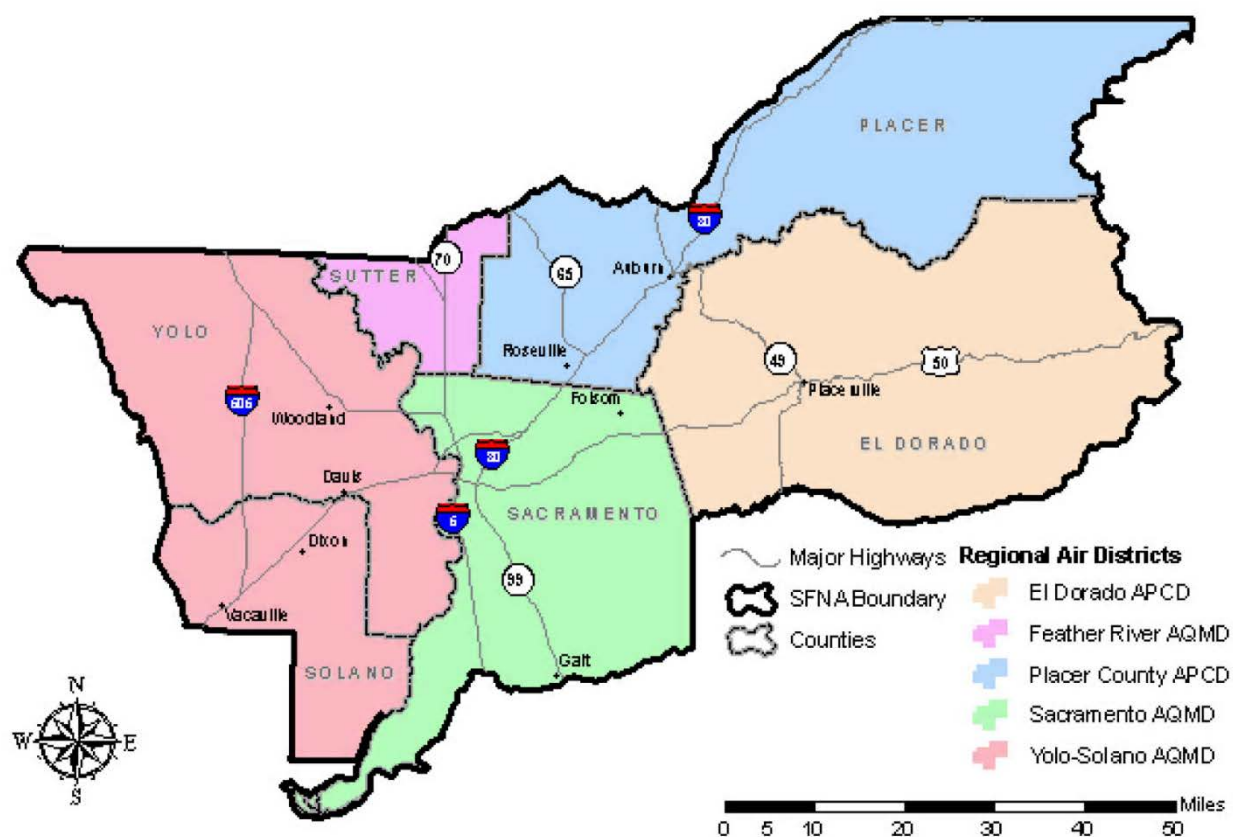 PLACER
80
70
SUTTER
65
Auburn
YOLO
Roseville
49
50
Placerville
505
Folsom
Woodland
EL DORADO
80
Davis
SACRAMENTO
5
Dixon
99
Vacaville
Galt
SOLANO
Major Highways
SFNA Boundary
Counties
Regional Air Districts
El Dorado APCD
Feather River AQMD
Placer County APCD
Sacramento AQMD
Yolo-Solano AQMD
N
W E
S
Miles
0 5 10 20 30 40 50